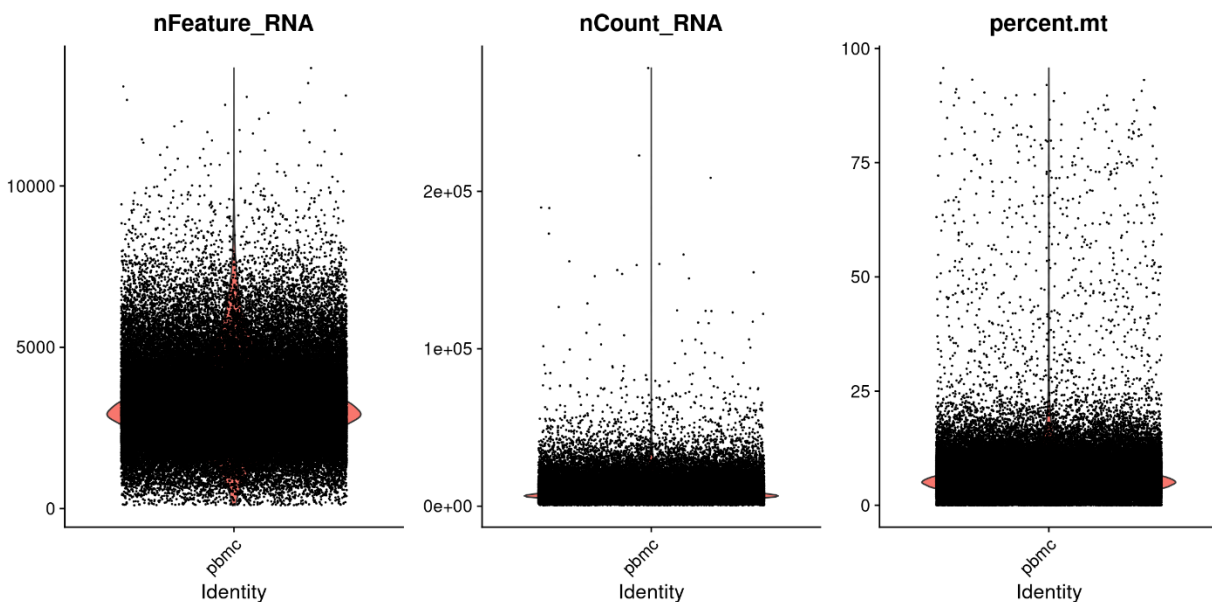 nFeature_RNA
10000
5000
0
pbmc
Identity
nCount_RNA
2e+05
1e+05
0e+00
pbmc
Identity
percent.mt
100
75
50
25
0
pbmc
Identity